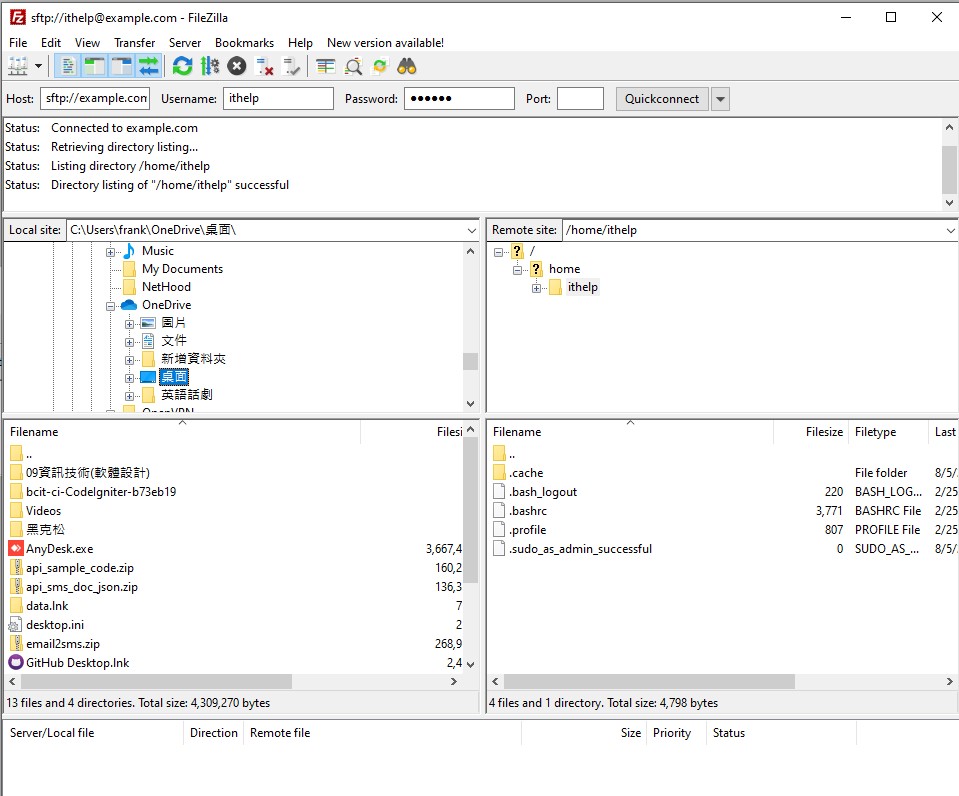 sftp://ithelp@example.com - FileZilla
File Edit View Transfer Server Bookmarks Help New version available!
Host: sftp://example.com Username: ithelp Password: ●●●●●● Port: Quickconnect
Status: Connected to example.com
Status: Retrieving directory listing...
Status: Listing directory /home/ithelp
Status: Directory listing of "/home/ithelp" successful
Local site: C:\Users\frank\OneDrive\桌面\
Music
My Documents
NetHood
OneDrive
圖片
文件
新增資料夾
桌面
英語話劇
OpenVPN
Remote site: /home/ithelp
/
home
ithelp
Filename Filesi
..
09資訊技術(軟體設計)
bcit-ci-CodeIgniter-b73eb19
Videos
黑克松
AnyDesk.exe 3,667,4
api_sample_code.zip 160,2
api_sms_doc_json.zip 136,3
data.lnk 7
desktop.ini 2
email2sms.zip 268,9
GitHub Desktop.lnk 2,4
13 files and 4 directories. Total size: 4,309,270 bytes
Filename Filesize Filetype Last
..
.cache File folder 8/5/
.bash_logout 220 BASH_LOG... 2/25
.bashrc 3,771 BASHRC File 2/25
.profile 807 PROFILE File 2/25
.sudo_as_admin_successful 0 SUDO_AS_... 8/5/
4 files and 1 directory. Total size: 4,798 bytes
Server/Local file Direction Remote file Size Priority Status